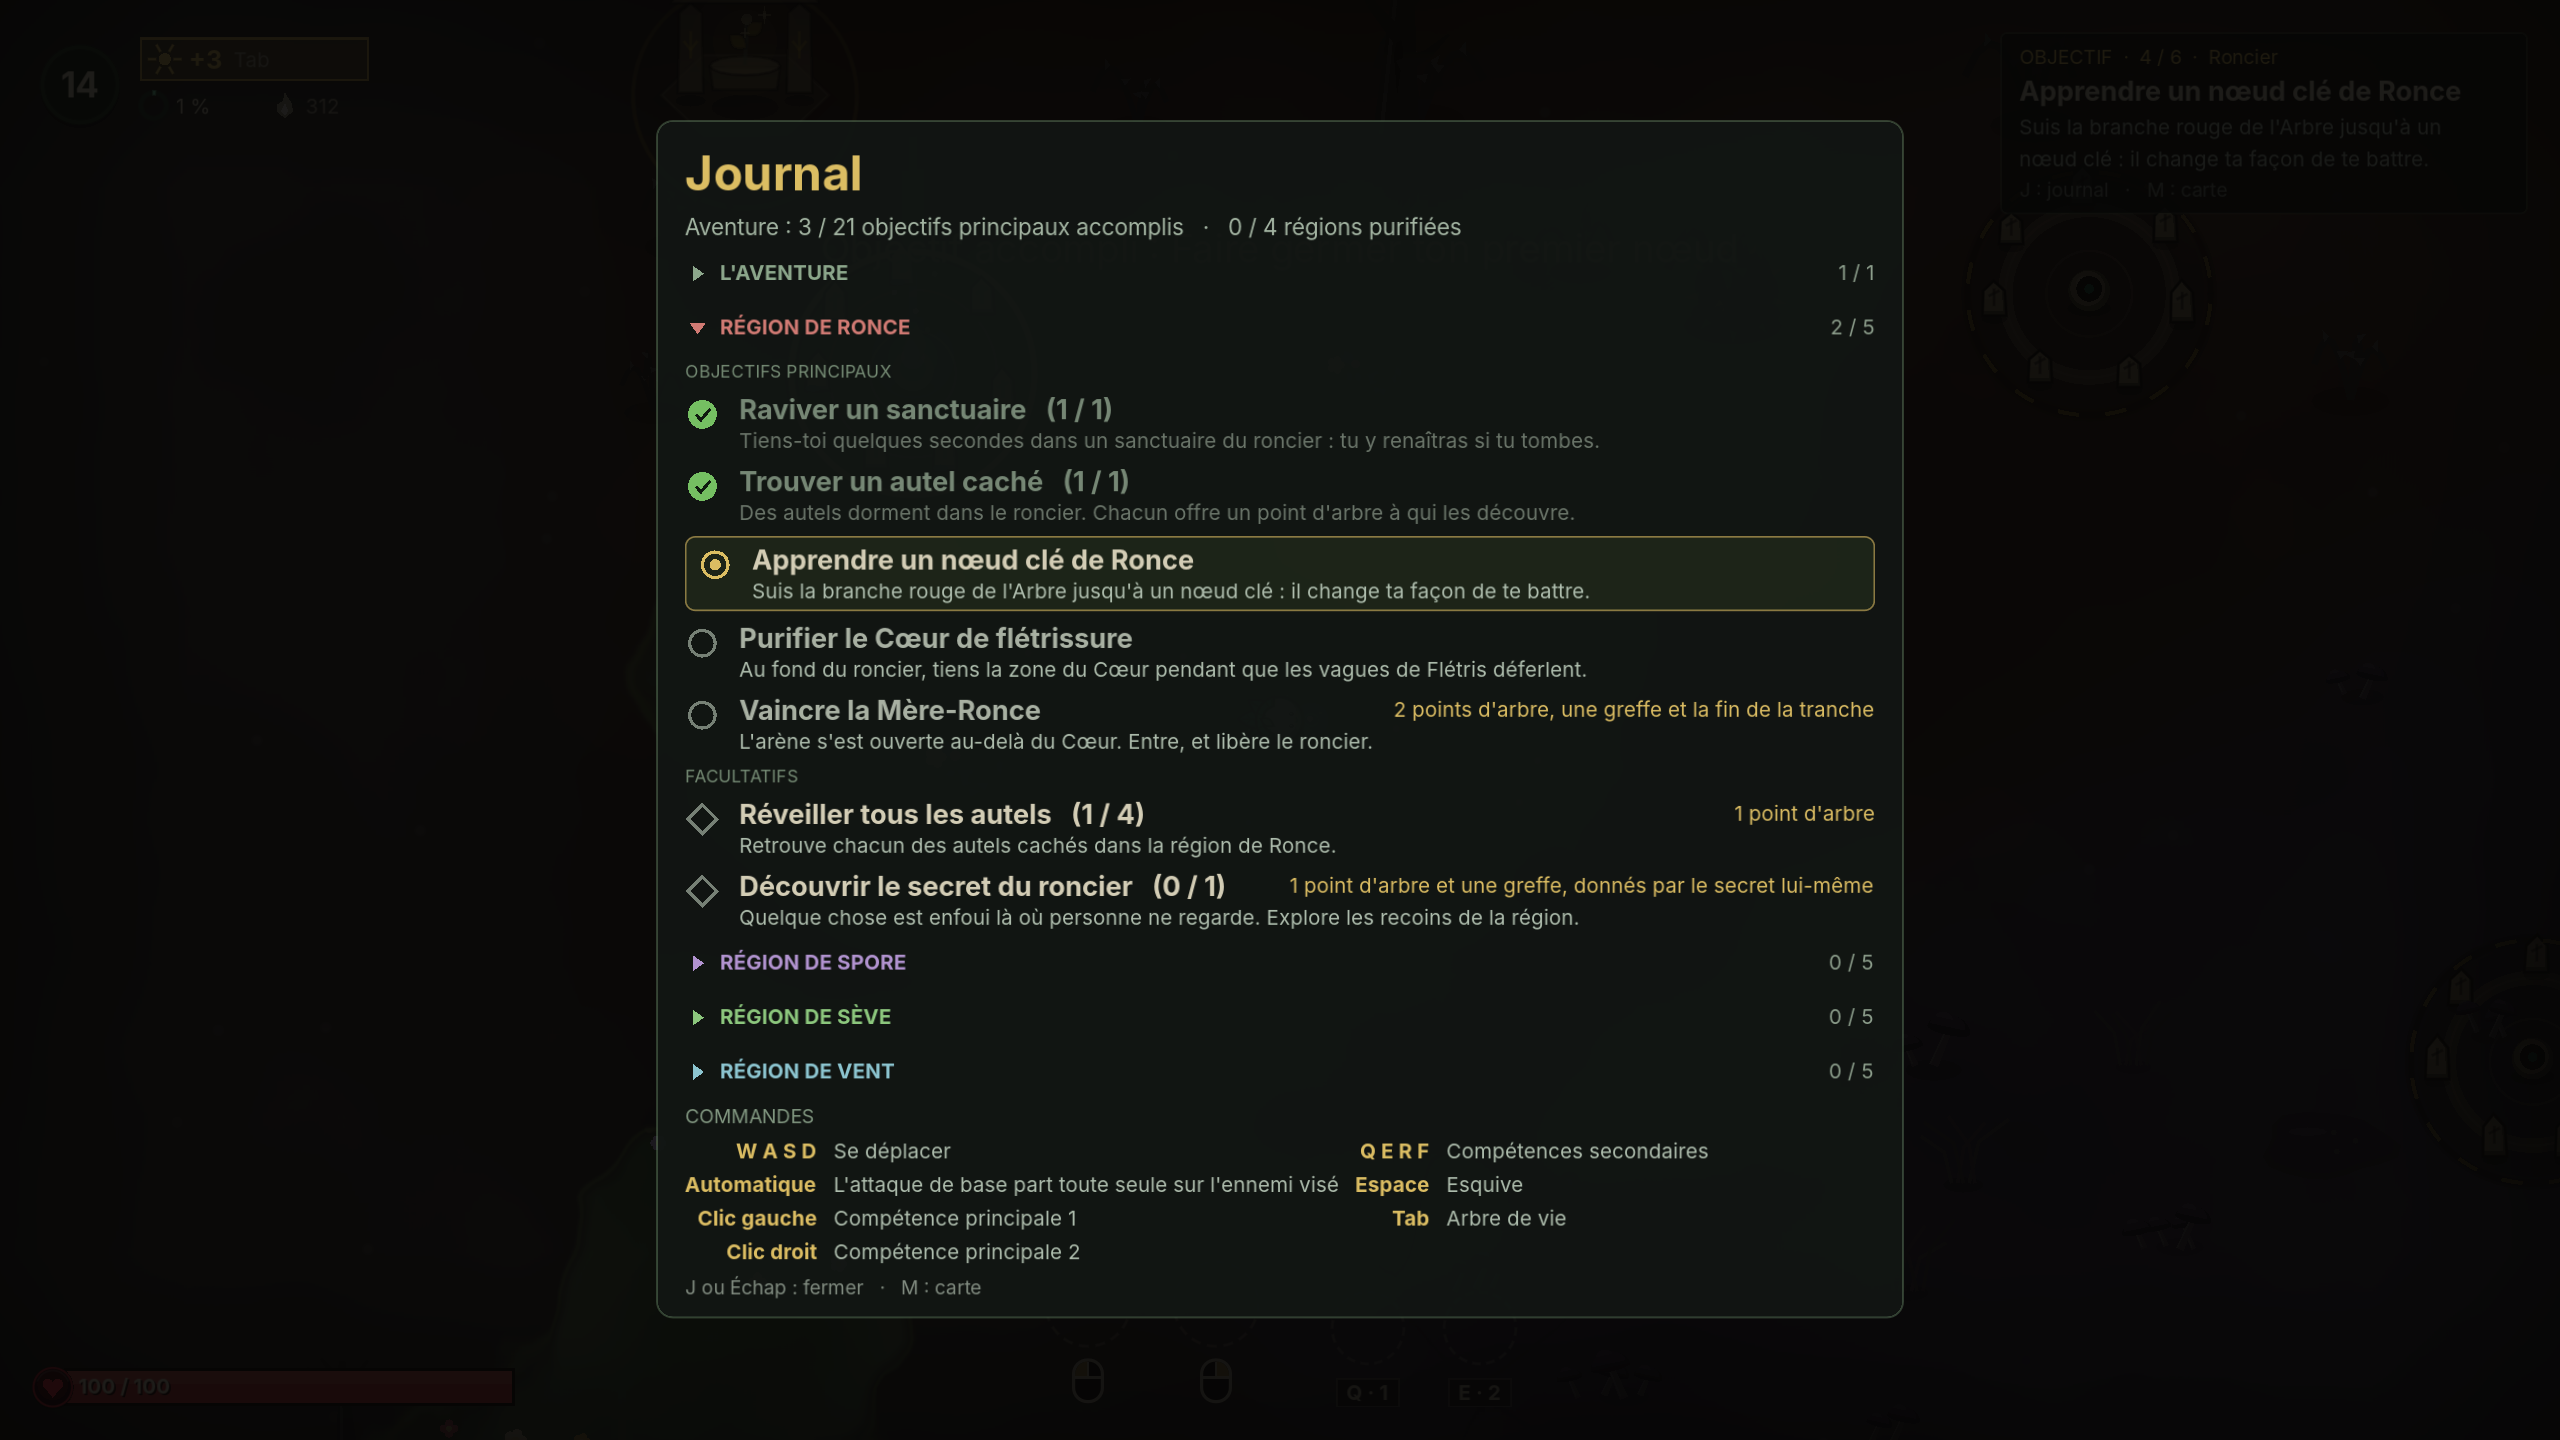 14
+3 Tab
1 %
312
OBJECTIF · 4 / 6 · Roncier
Apprendre un nœud clé de Ronce
Suis la branche rouge de l'Arbre jusqu'à un
nœud clé : il change ta façon de te battre.
J : journal · M : carte
Journal
Aventure : 3 / 21 objectifs principaux accomplis · 0 / 4 régions purifiées
accompli Faire germer ton premier nœud
L'AVENTURE 1 / 1
RÉGION DE RONCE 2 / 5
OBJECTIFS PRINCIPAUX
Raviver un sanctuaire (1 / 1)
Tiens-toi quelques secondes dans un sanctuaire du roncier : tu y renaîtras si tu tombes.
Trouver un autel caché (1 / 1)
Des autels dorment dans le roncier. Chacun offre un point d'arbre à qui les découvre.
Apprendre un nœud clé de Ronce
Suis la branche rouge de l'Arbre jusqu'à un nœud clé : il change ta façon de te battre.
Purifier le Cœur de flétrissure
Au fond du roncier, tiens la zone du Cœur pendant que les vagues de Flétris déferlent.
Vaincre la Mère-Ronce 2 points d'arbre, une greffe et la fin de la tranche
L'arène s'est ouverte au-delà du Cœur. Entre, et libère le roncier.
FACULTATIFS
Réveiller tous les autels (1 / 4) 1 point d'arbre
Retrouve chacun des autels cachés dans la région de Ronce.
Découvrir le secret du roncier (0 / 1) 1 point d'arbre et une greffe, donnés par le secret lui-même
Quelque chose est enfoui là où personne ne regarde. Explore les recoins de la région.
RÉGION DE SPORE 0 / 5
RÉGION DE SÈVE 0 / 5
RÉGION DE VENT 0 / 5
COMMANDES
W A S D Se déplacer Q E R F Compétences secondaires
Automatique L'attaque de base part toute seule sur l'ennemi visé Espace Esquive
Clic gauche Compétence principale 1 Tab Arbre de vie
Clic droit Compétence principale 2
J ou Échap : fermer · M : carte
100 / 100
Q · 1
E · 2